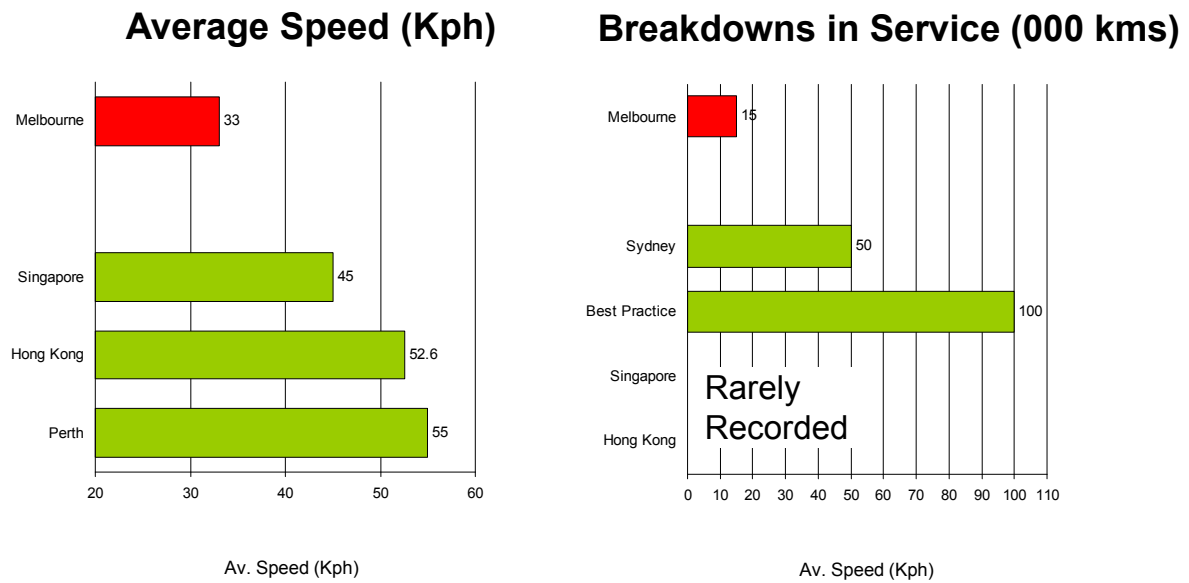 Average Speed (Kph)
Melbourne
33
Singapore
45
Hong Kong
52.6
Perth
55
20 30 40 50 60
Av. Speed (Kph)
Breakdowns in Service (000 kms)
Melbourne
15
Sydney
50
Best Practice
100
Singapore
Hong Kong
Rarely
Recorded
0 10 20 30 40 50 60 70 80 90 100 110
Av. Speed (Kph)